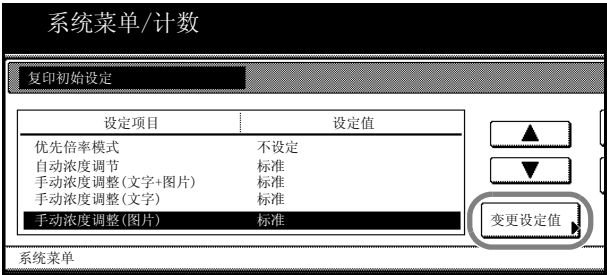 系统菜单/计数
复印初始设定
设定项目 设定值
优先倍率模式 不设定
自动浓度调节 标准
手动浓度调整(文字+图片) 标准
手动浓度调整(文字) 标准
手动浓度调整(图片) 标准
变更设定值
系统菜单